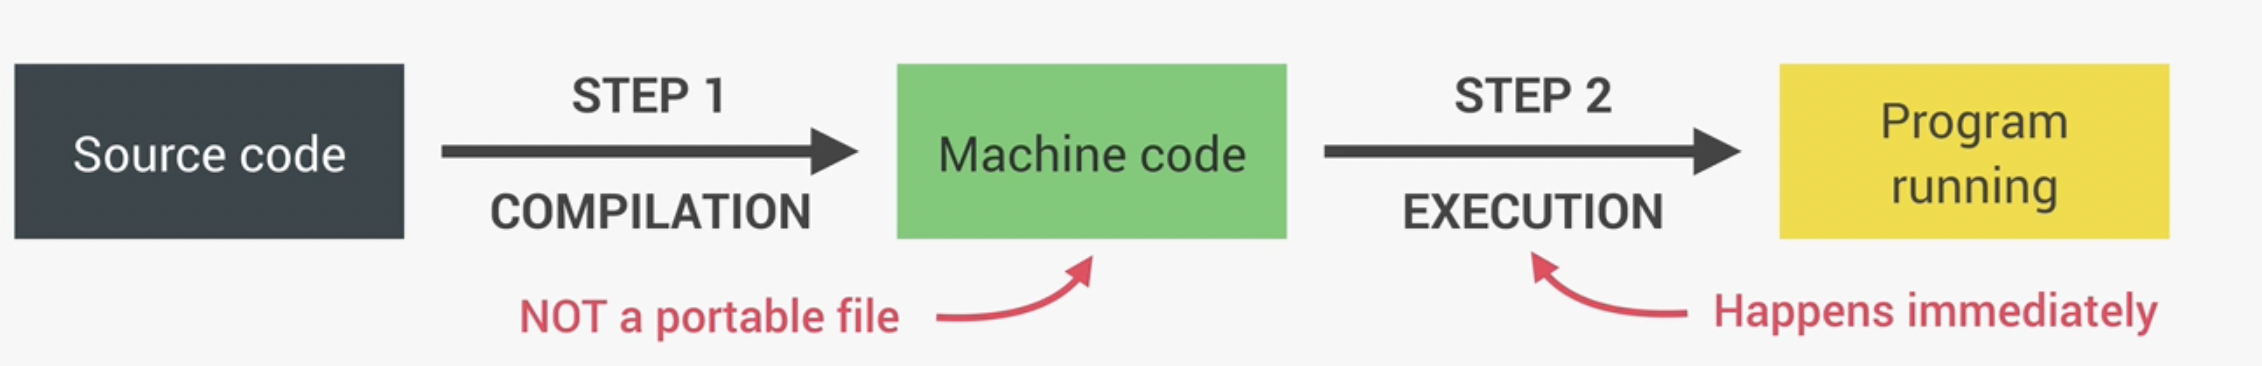 Source code
STEP 1
COMPILATION
Machine code
STEP 2
EXECUTION
Program
running
NOT a portable file
Happens immediately